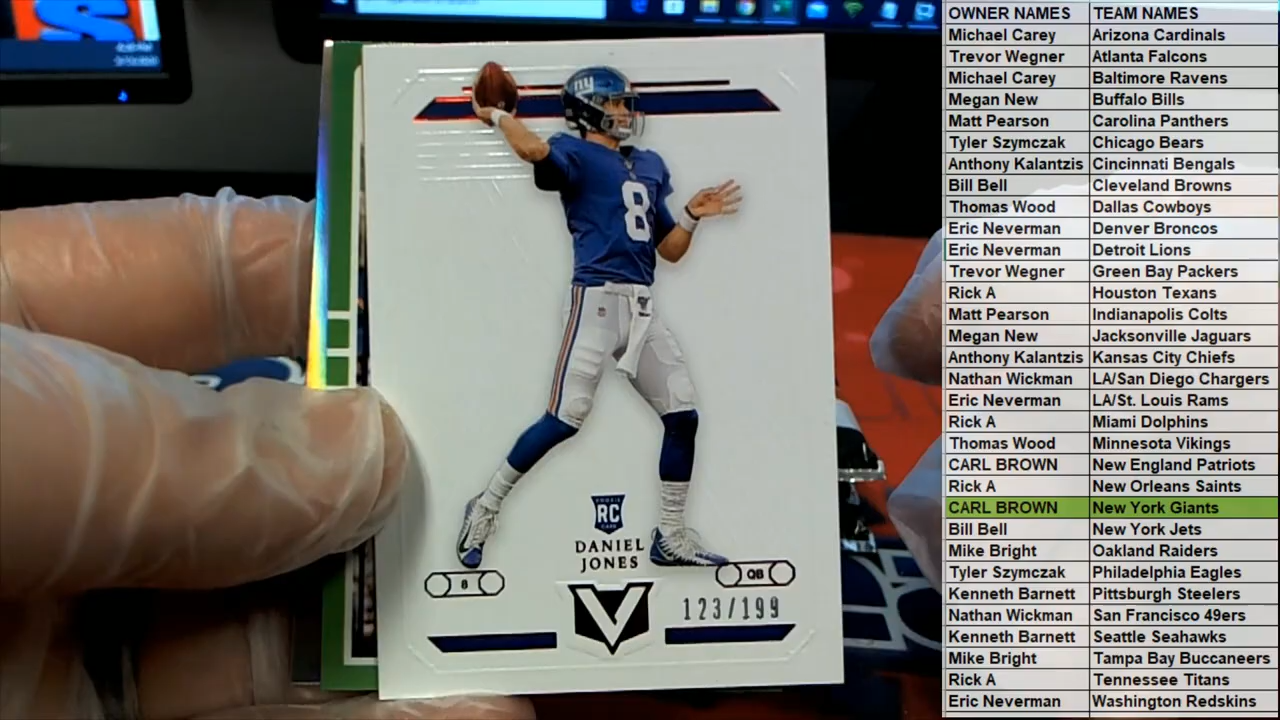 ny
8
ROOKIE
RC
CARD
DANIEL
JONES
8
QB
V
123/199
OWNER NAMES TEAM NAMES
Michael Carey Arizona Cardinals
Trevor Wegner Atlanta Falcons
Michael Carey Baltimore Ravens
Megan New Buffalo Bills
Matt Pearson Carolina Panthers
Tyler Szymczak Chicago Bears
Anthony Kalantzis Cincinnati Bengals
Bill Bell Cleveland Browns
Thomas Wood Dallas Cowboys
Eric Neverman Denver Broncos
Eric Neverman Detroit Lions
Trevor Wegner Green Bay Packers
Rick A Houston Texans
Matt Pearson Indianapolis Colts
Megan New Jacksonville Jaguars
Anthony Kalantzis Kansas City Chiefs
Nathan Wickman LA/San Diego Chargers
Eric Neverman LA/St. Louis Rams
Rick A Miami Dolphins
Thomas Wood Minnesota Vikings
CARL BROWN New England Patriots
Rick A New Orleans Saints
CARL BROWN New York Giants
Bill Bell New York Jets
Mike Bright Oakland Raiders
Tyler Szymczak Philadelphia Eagles
Kenneth Barnett Pittsburgh Steelers
Nathan Wickman San Francisco 49ers
Kenneth Barnett Seattle Seahawks
Mike Bright Tampa Bay Buccaneers
Rick A Tennessee Titans
Eric Neverman Washington Redskins